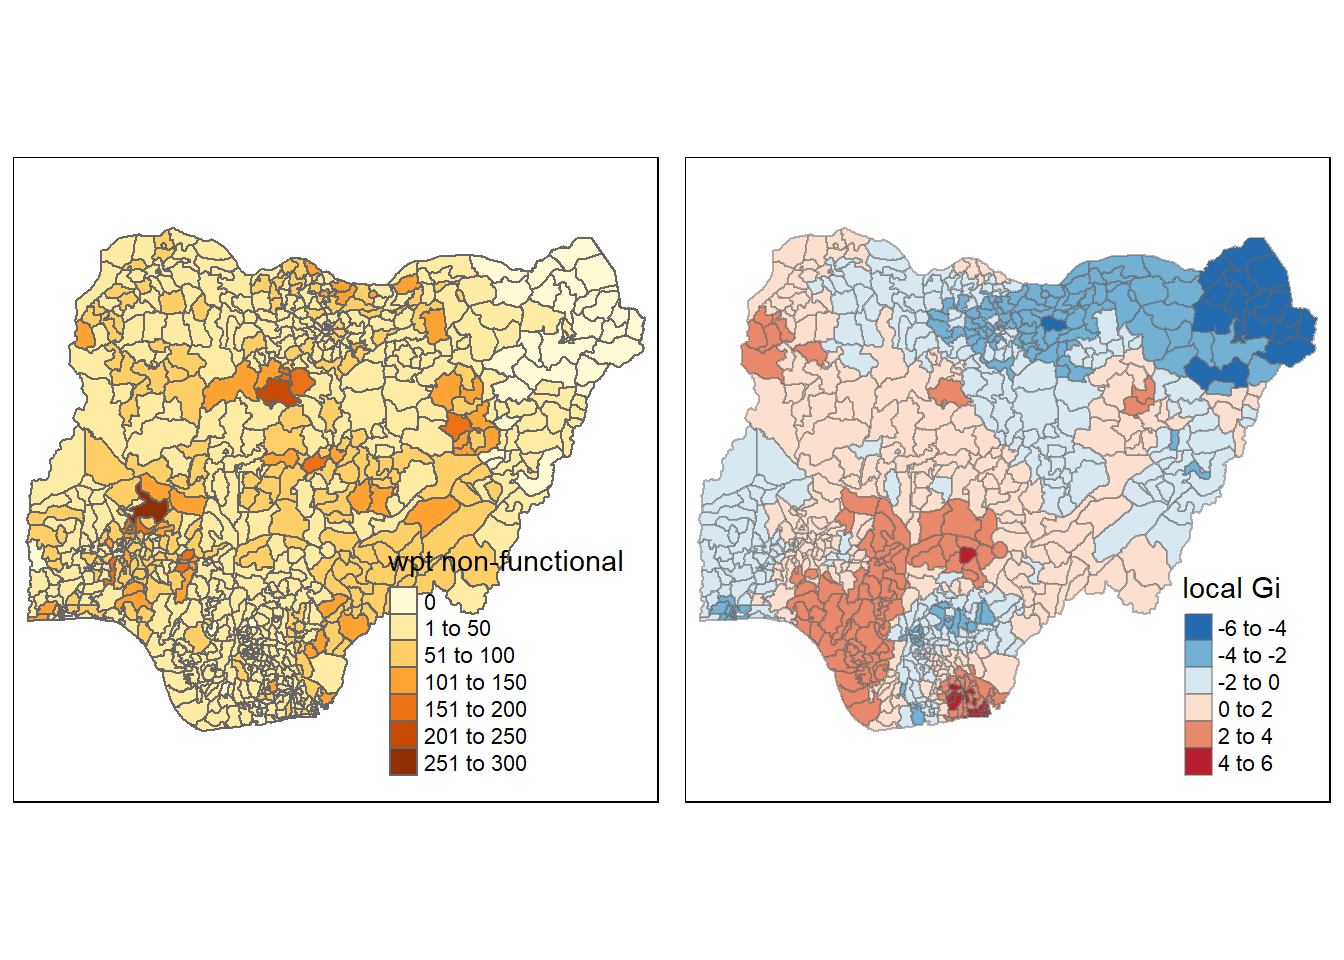 wpt non-functional
0
1 to 50
51 to 100
101 to 150
151 to 200
201 to 250
251 to 300
local Gi
-6 to -4
-4 to -2
-2 to 0
0 to 2
2 to 4
4 to 6